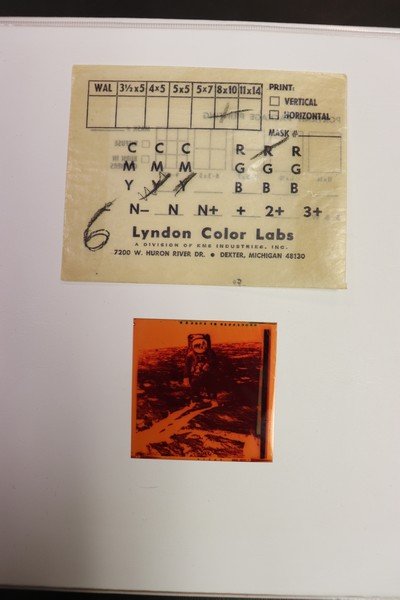 WAL 3½x5 4x5 5x5 5x7 8x10 11x14
PRINT:
VERTICAL
HORIZONTAL
MASK #
C C C R R R
M M M G G G
Y B B B
N– N N+ + 2+ 3+
6
Lyndon Color Labs
A DIVISION OF EMS INDUSTRIES, INC.
7200 W. HURON RIVER DR. • DEXTER, MICHIGAN 48130